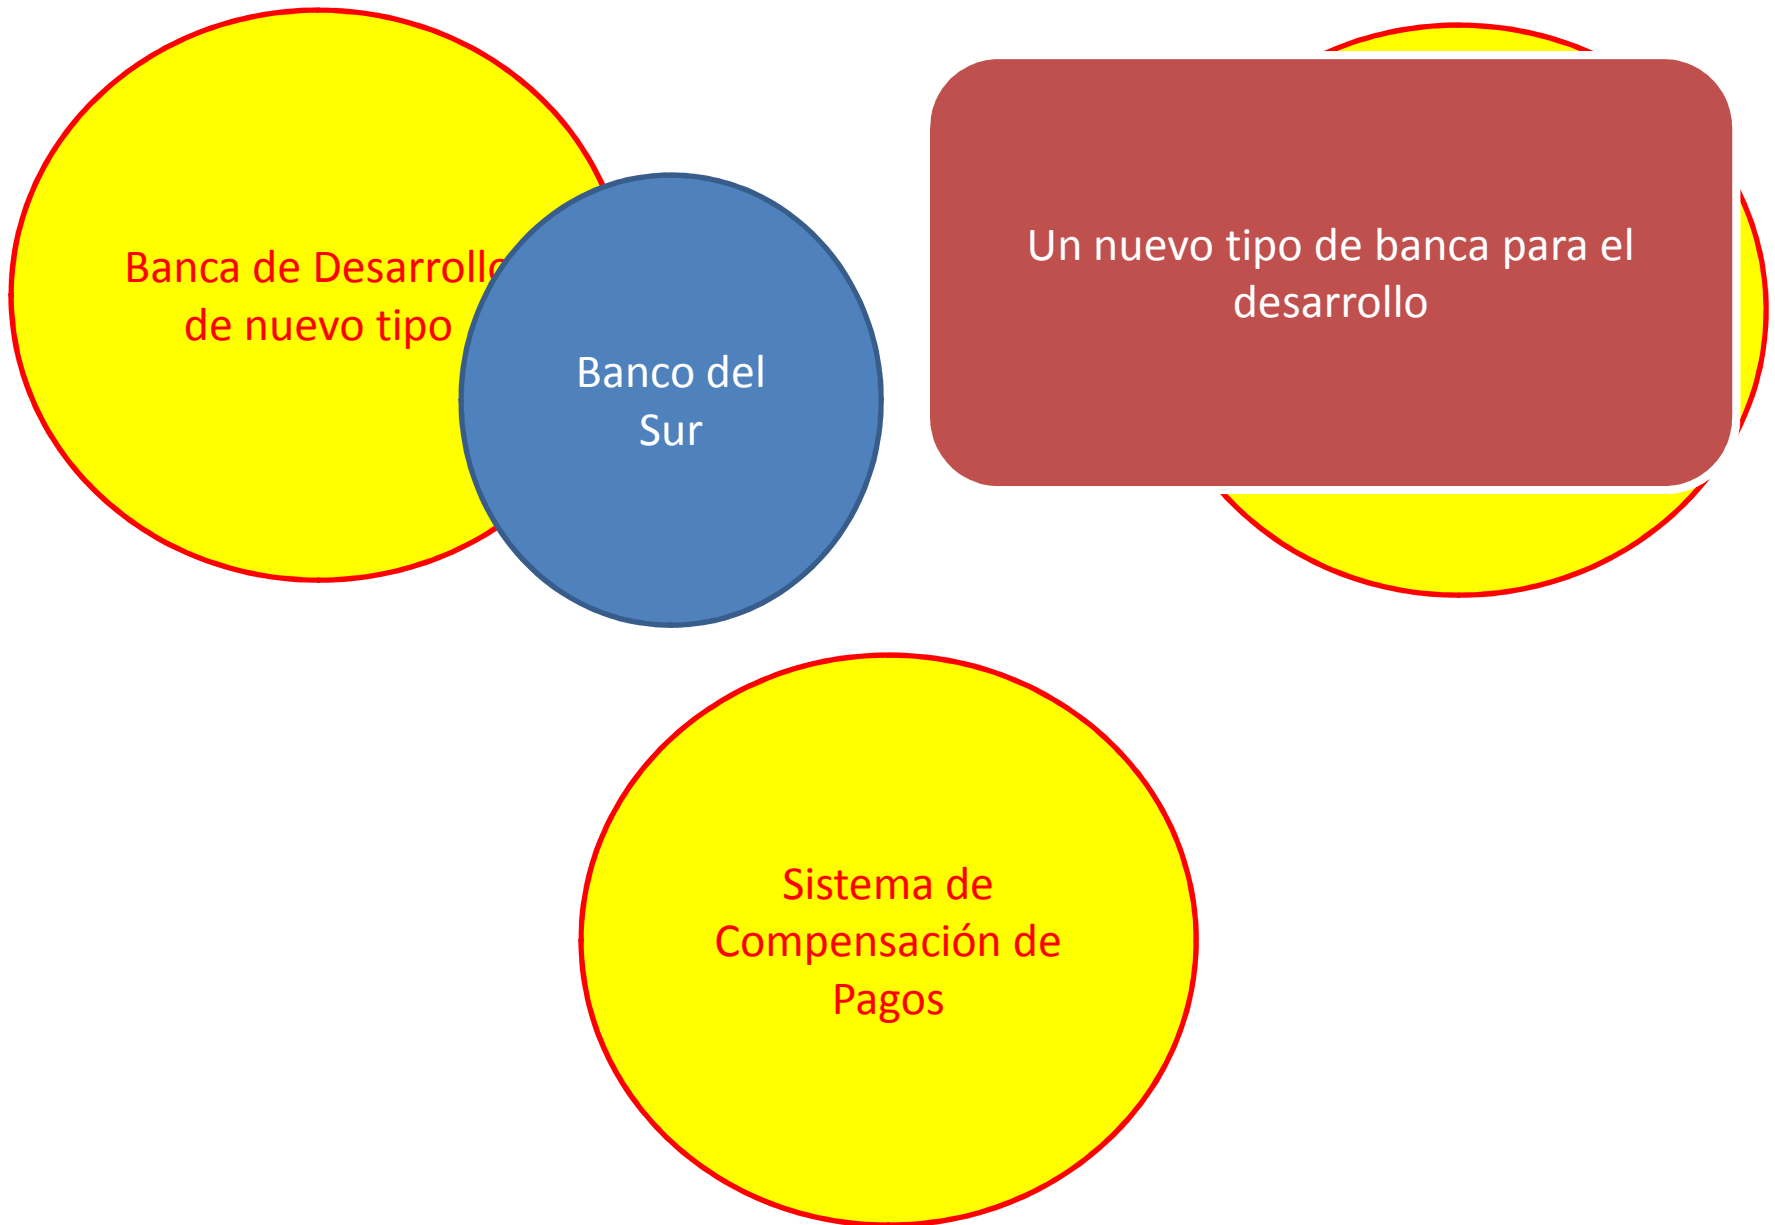 Banca de Desarrollo
de nuevo tipo
Banco del
Sur
Un nuevo tipo de banca para el
desarrollo
Sistema de
Compensación de
Pagos